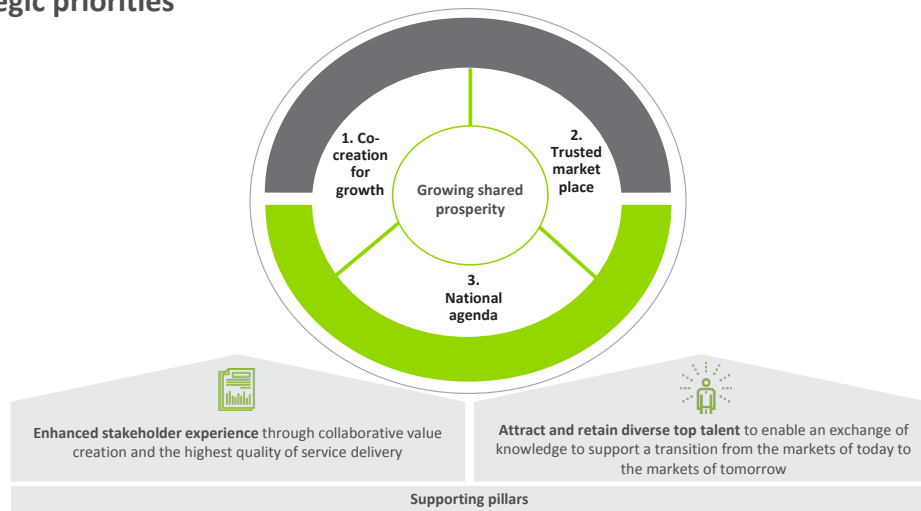 priorities
1. Co-
creation
for
growth
2.
Trusted
market
place
Growing shared
prosperity
3.
National
agenda
Enhanced stakeholder experience through collaborative value
creation and the highest quality of service delivery
Attract and retain diverse top talent to enable an exchange of
knowledge to support a transition from the markets of today to
the markets of tomorrow
Supporting pillars